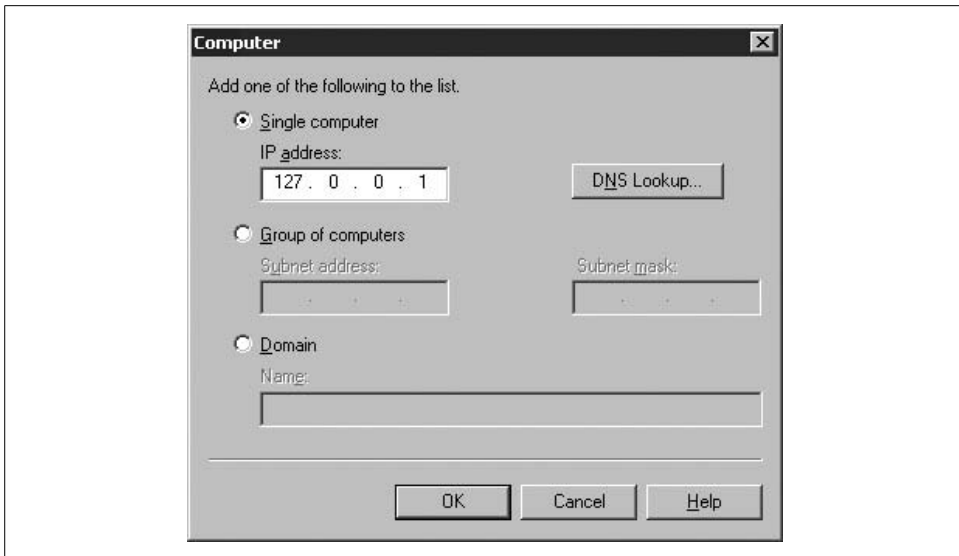 Computer
Add one of the following to the list.
Single computer
IP address:
127 . 0 . 0 . 1
DNS Lookup...
Group of computers
Subnet address:
Subnet mask:
. . .
. . .
Domain
Name:
OK
Cancel
Help